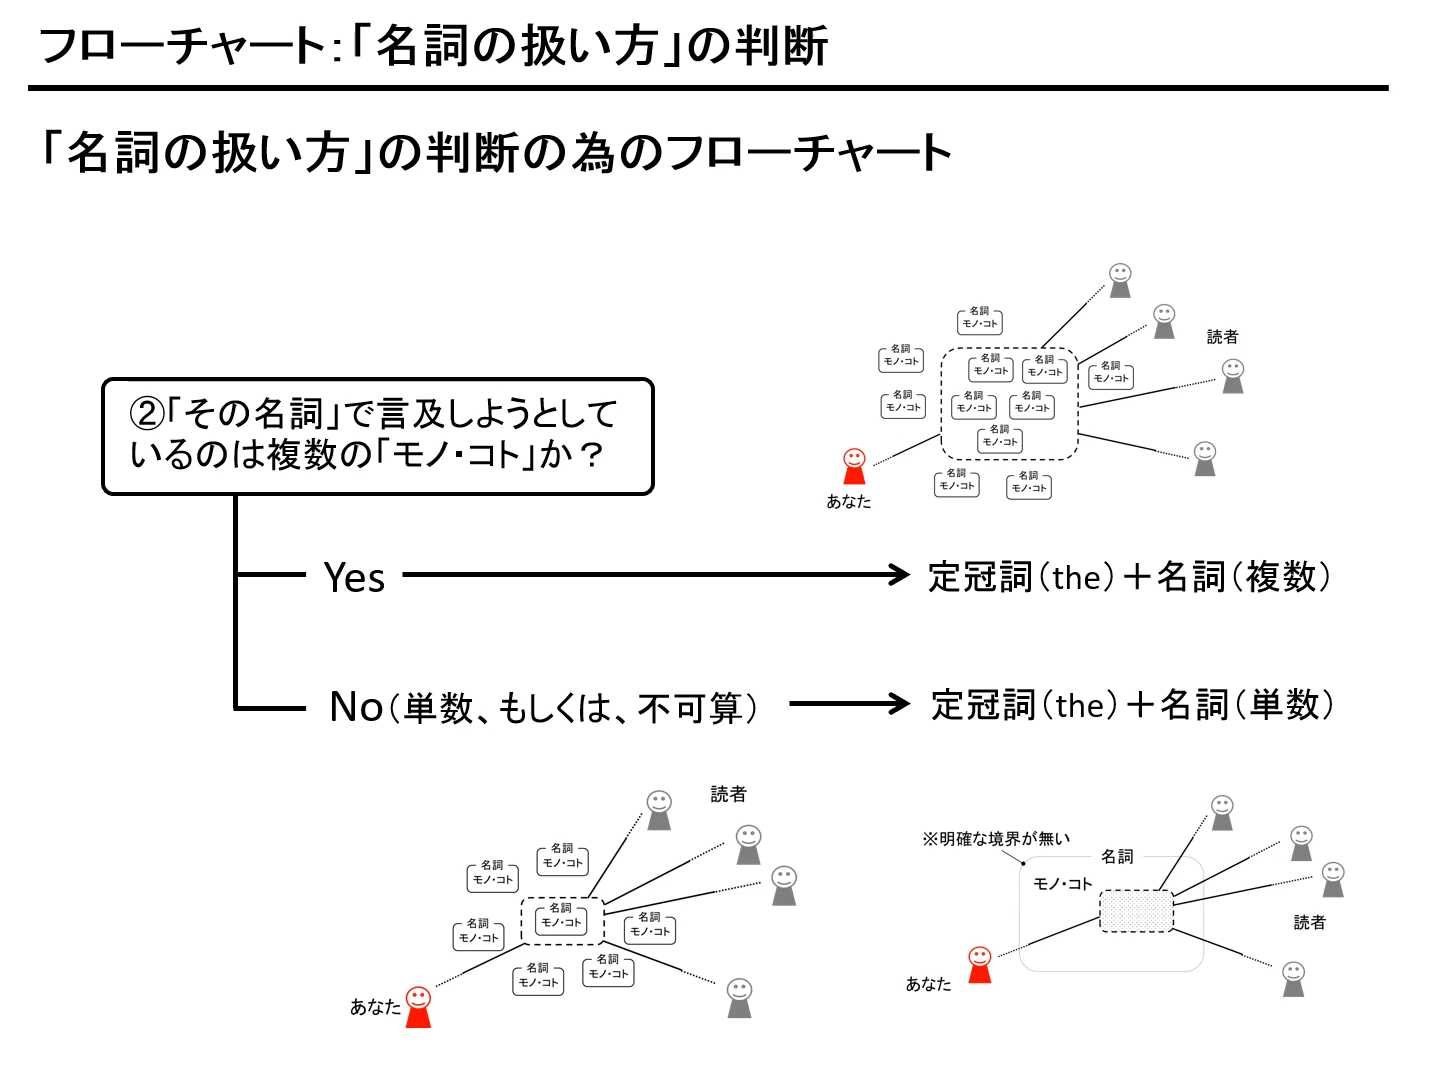 フローチャート：「名詞の扱い方」の判断
「名詞の扱い方」の判断の為のフローチャート
②「その名詞」で言及しようとして
いるのは複数の「モノ・コト」か？
名詞
モノ・コト
名詞
モノ・コト
名詞
モノ・コト
名詞
モノ・コト
名詞
モノ・コト
名詞
モノ・コト
名詞
モノ・コト
名詞
モノ・コト
名詞
モノ・コト
名詞
モノ・コト
名詞
モノ・コト
読者
あなた
Yes
定冠詞（the）＋名詞（複数）
No（単数、もしくは、不可算）
定冠詞（the）＋名詞（単数）
読者
名詞
モノ・コト
名詞
モノ・コト
名詞
モノ・コト
名詞
モノ・コト
名詞
モノ・コト
名詞
モノ・コト
名詞
モノ・コト
あなた
※明確な境界が無い
名詞
モノ・コト
読者
あなた